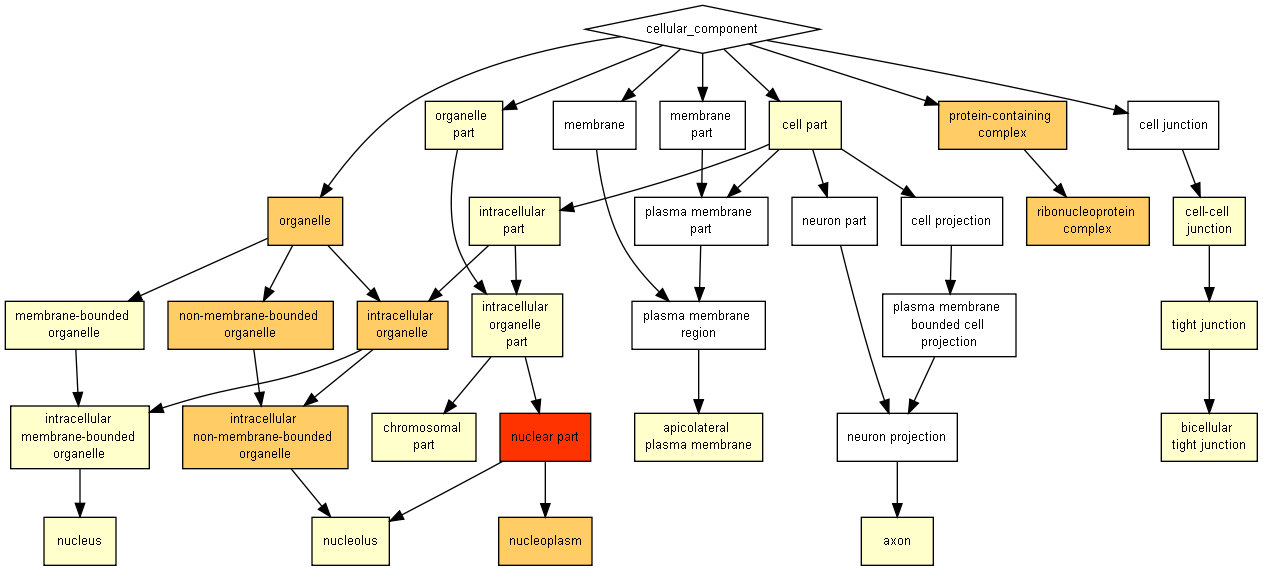 cellular_component
organelle
part
membrane
membrane
part
cell part
protein-containing
complex
cell junction
organelle
intracellular
part
plasma membrane
part
neuron part
cell projection
ribonucleoprotein
complex
cell-cell
junction
membrane-bounded
organelle
non-membrane-bounded
organelle
intracellular
organelle
intracellular
organelle
part
plasma membrane
region
plasma membrane
bounded cell
projection
tight junction
intracellular
membrane-bounded
organelle
intracellular
non-membrane-bounded
organelle
chromosomal
part
nuclear part
apicolateral
plasma membrane
neuron projection
bicellular
tight junction
nucleus
nucleolus
nucleoplasm
axon